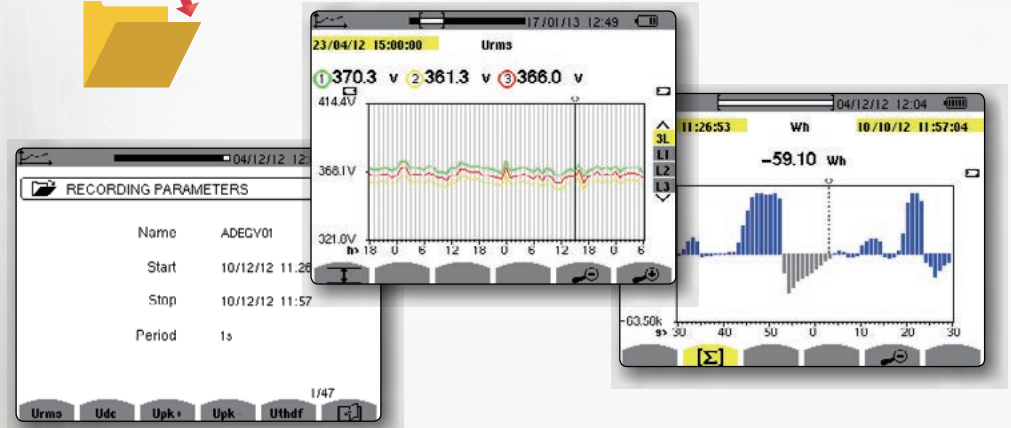 17/01/13 12:49
23/04/12 15:00:00 Urms
1 370.3 V 2 361.3 V 3 366.0 V
414.4V
368.1V
321.8V
3L
L1
L2
L3
h> 18 0 6 12 18 0 6 12 18 0 6
04/12/12 12:04
11:26:53 Wh 10/10/12 11:57:04
-59.10 Wh
-63.50k
s> 30 40 50 0 10 20 30
[Σ]
04/12/12 12:
RECORDING PARAMETERS
Name ADEGV01
Start 10/12/12 11:26
Stop 10/12/12 11:57
Period 1s
1/47
Urms Udc Upk+ Upk- Uthdf